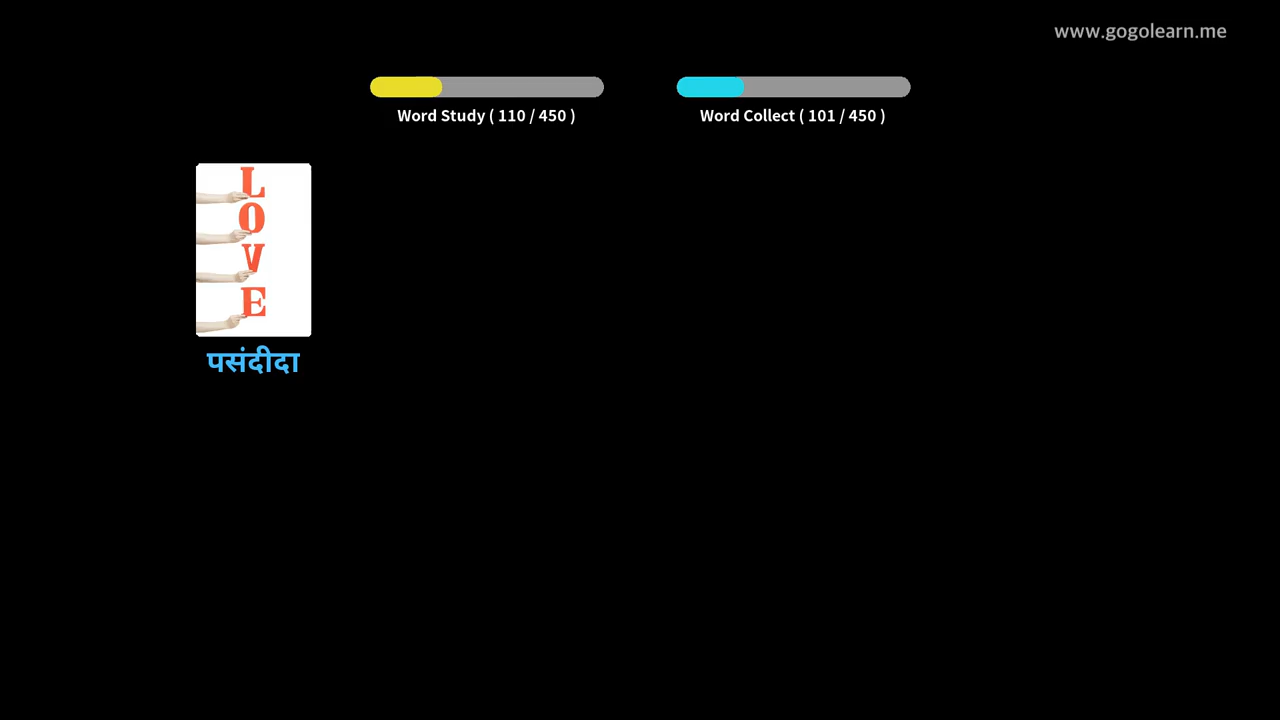 www.gogolearn.me
Word Study ( 110 / 450 )
Word Collect ( 101 / 450 )
L
O
V
E
पसंदीदा